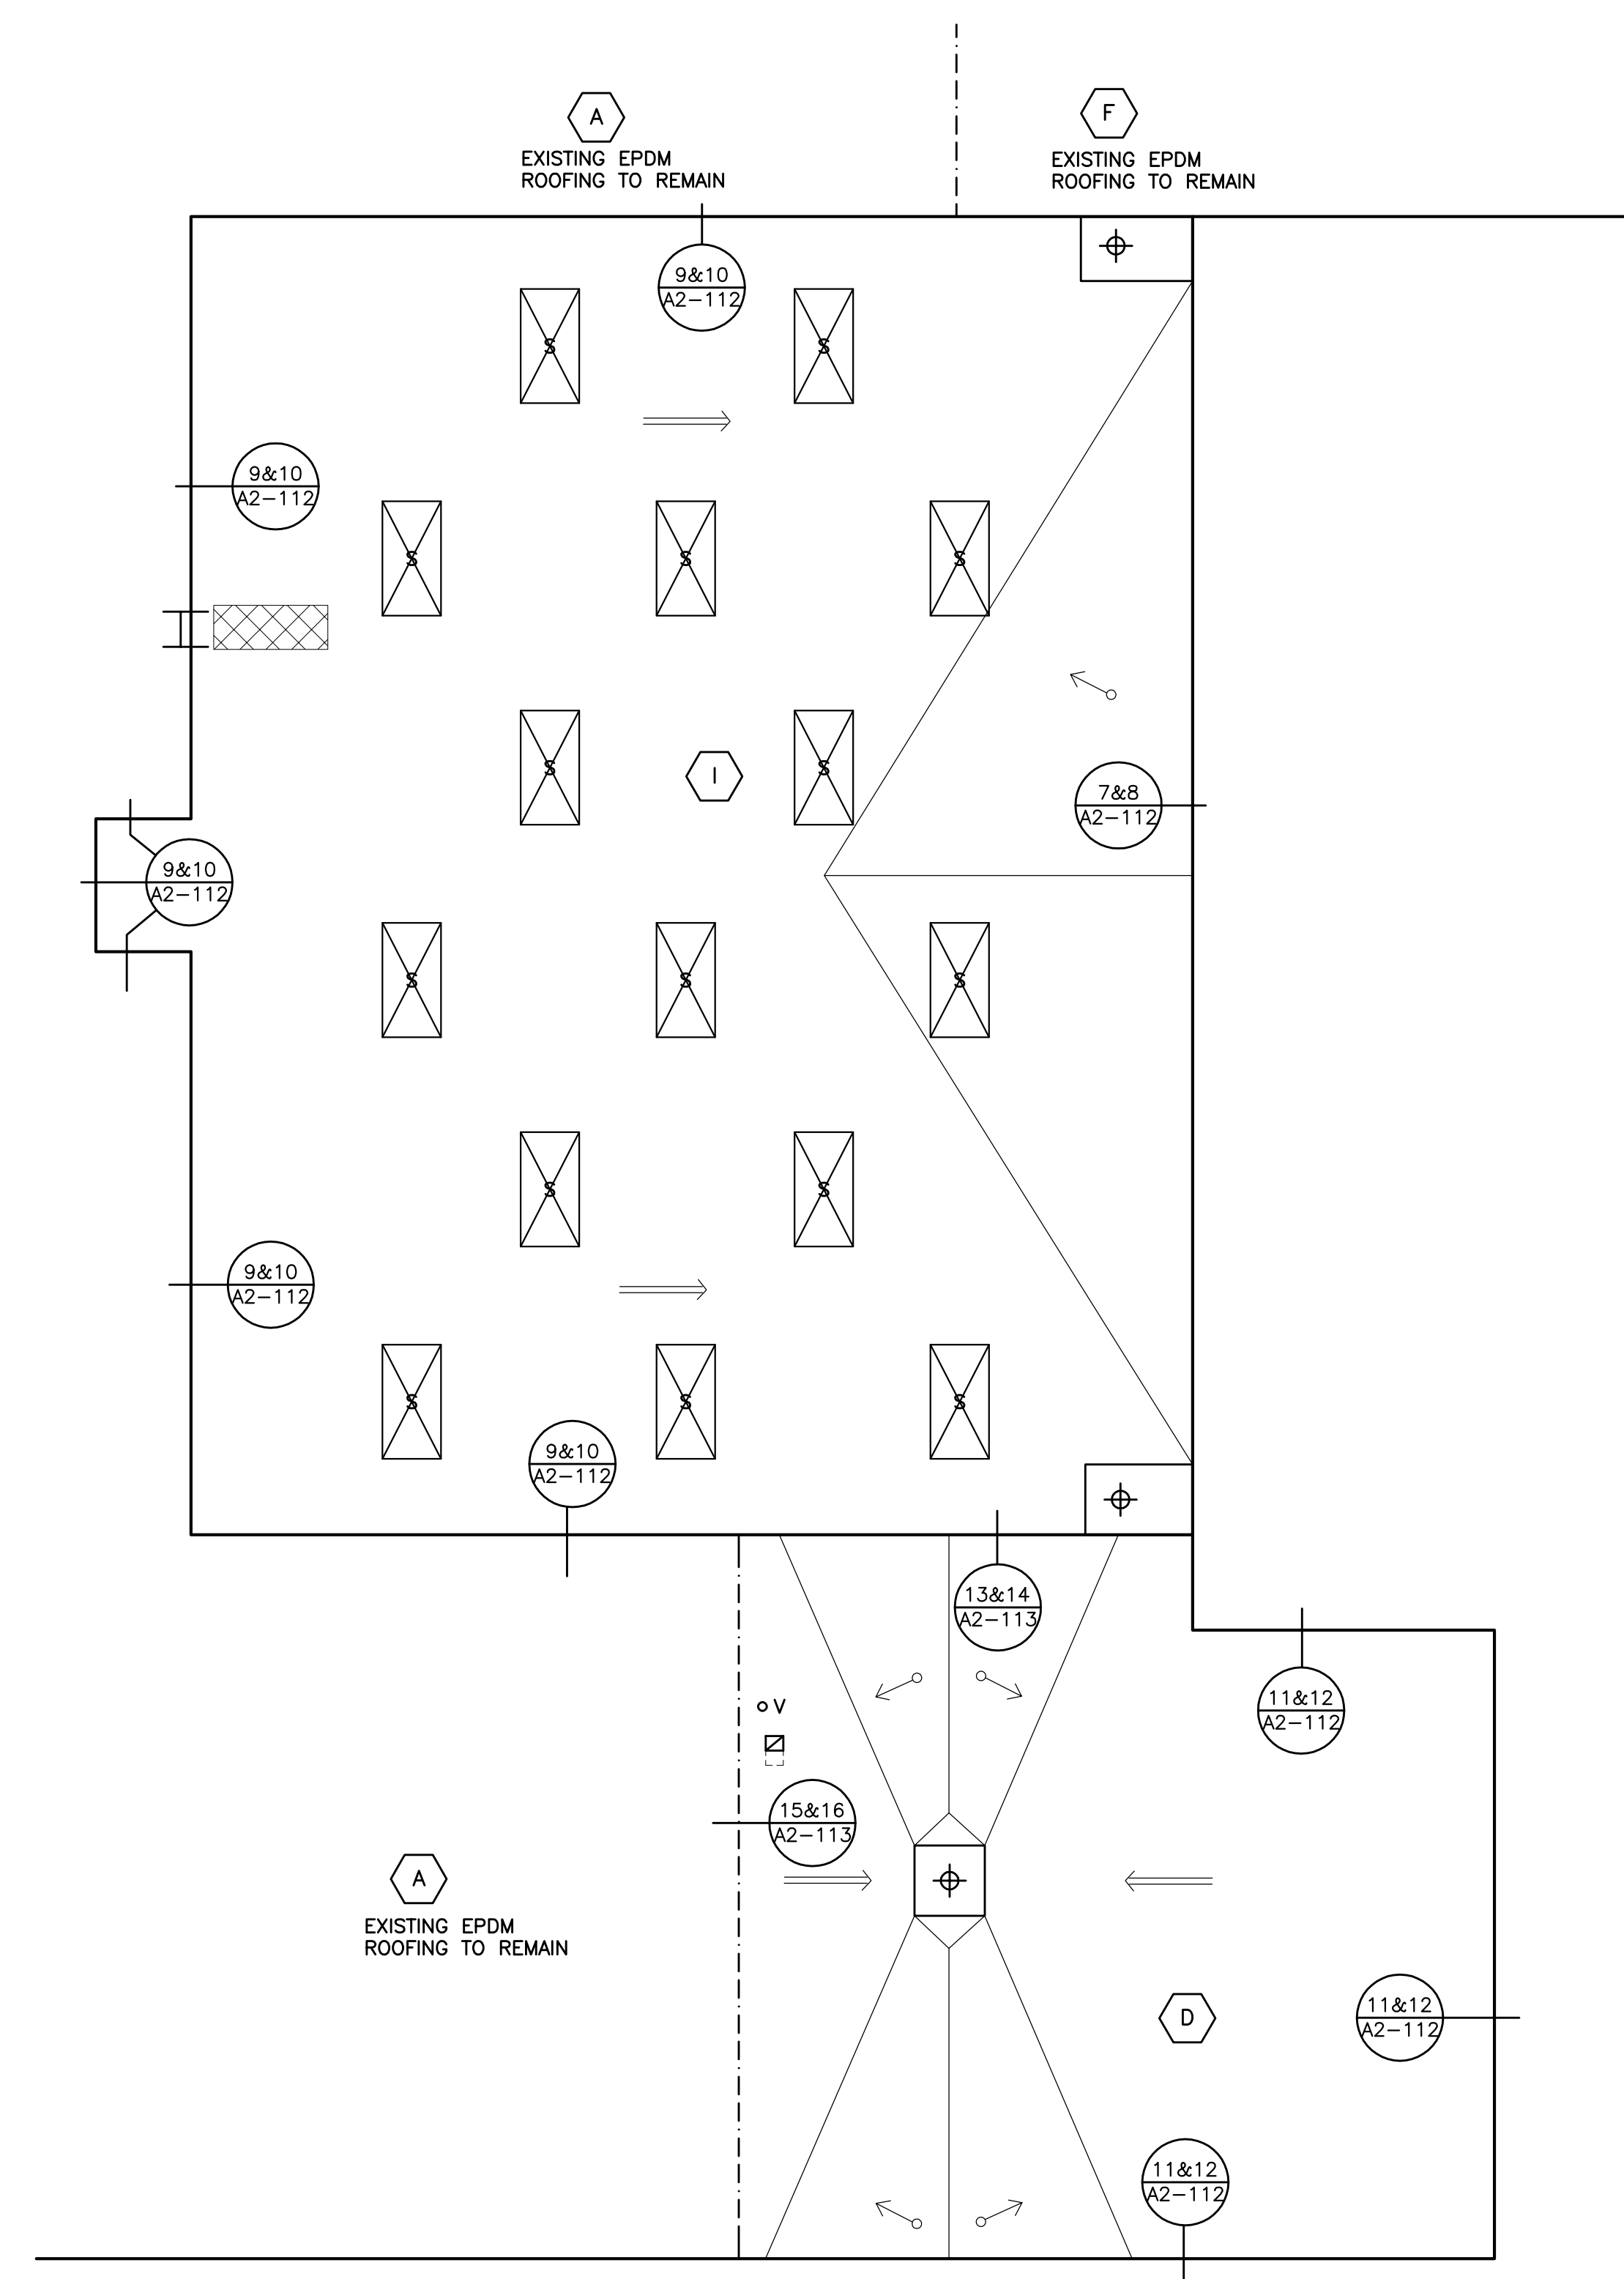 A
EXISTING EPDM
ROOFING TO REMAIN
F
EXISTING EPDM
ROOFING TO REMAIN
9&10
A2-112
S
S
9&10
A2-112
S
S
S
S
I
S
7&8
A2-112
9&10
A2-112
S
S
S
S
S
9&10
A2-112
S
S
S
9&10
A2-112
13&14
A2-113
V
11&12
A2-112
15&16
A2-113
A
EXISTING EPDM
ROOFING TO REMAIN
D
11&12
A2-112
11&12
A2-112